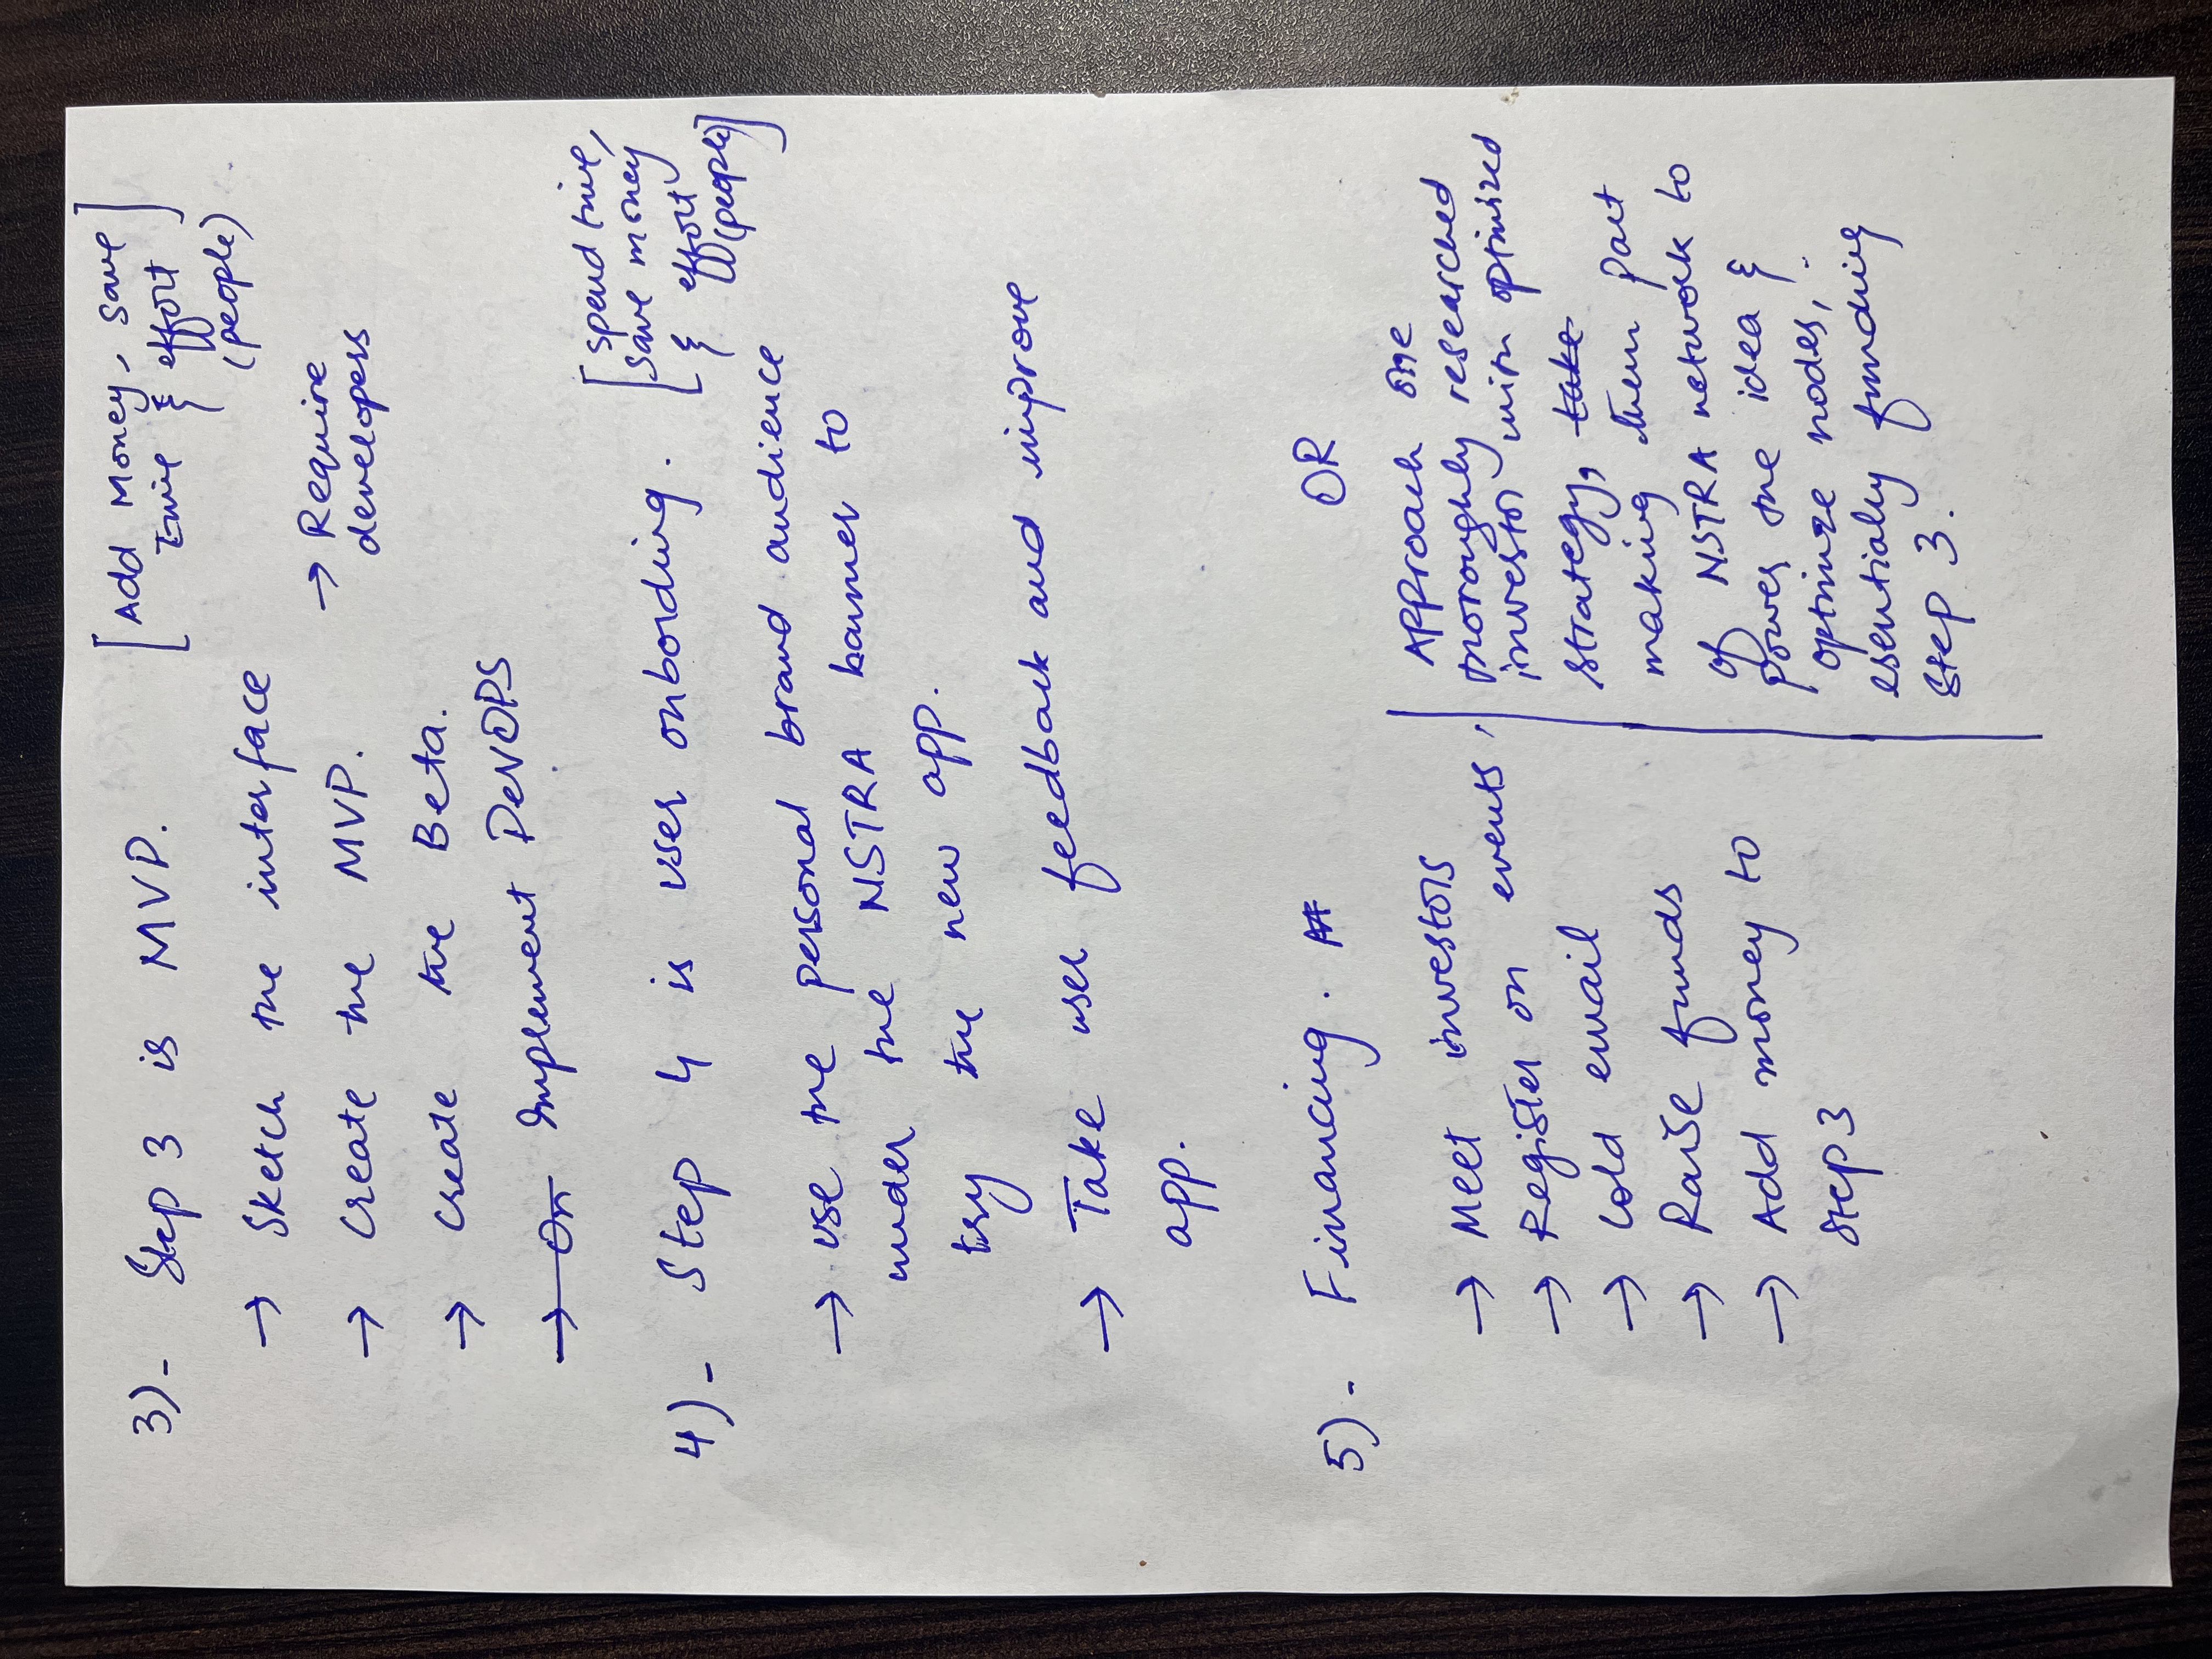 3)- Step 3 is MVP. [Add Money, save
time & effort]
(people)
→ Sketch the interface
→ Require
developers
→ Create the MVP.
→ Create the Beta.
→ On Implement DevOPS
4)- Step 4 is user onbording. [spend time,
save money
& effort
(people)]
→ use the personal brand audience
under the NSTRA banner to
try the new app.
→ Take user feedback and improve
app.
5)- Financing.
OR
→ Meet investors
→ Register on events,
→ Cold email
→ Raise funds
→ Add money to
step 3
Approach one
thoroughly researched
investor with optimized
strategy, take
making them part
of NSTRA network to
power the idea &
optimize nodes,
essentially funding
Step 3.